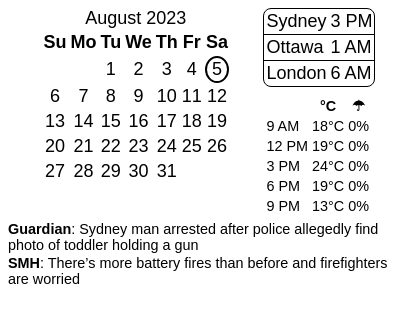 August 2023
Su Mo Tu We Th Fr Sa
1 2 3 4 5
6 7 8 9 10 11 12
13 14 15 16 17 18 19
20 21 22 23 24 25 26
27 28 29 30 31
Sydney 3 PM
Ottawa 1 AM
London 6 AM
°C ☂
9 AM 18°C 0%
12 PM 19°C 0%
3 PM 24°C 0%
6 PM 19°C 0%
9 PM 13°C 0%
Guardian: Sydney man arrested after police allegedly find
photo of toddler holding a gun
SMH: There’s more battery fires than before and firefighters
are worried